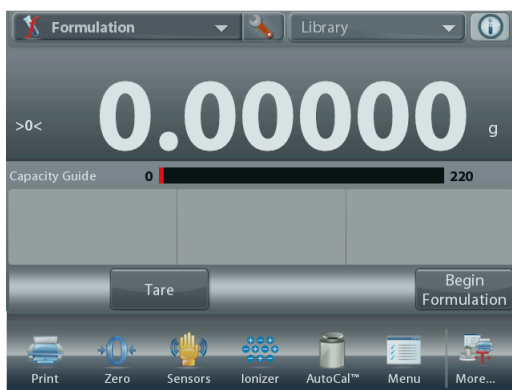 Formulation
Library
>0<
0.00000
g
Capacity Guide 0 220
Tare
Begin
Formulation
Print Zero Sensors Ionizer AutoCal™ Menu More...